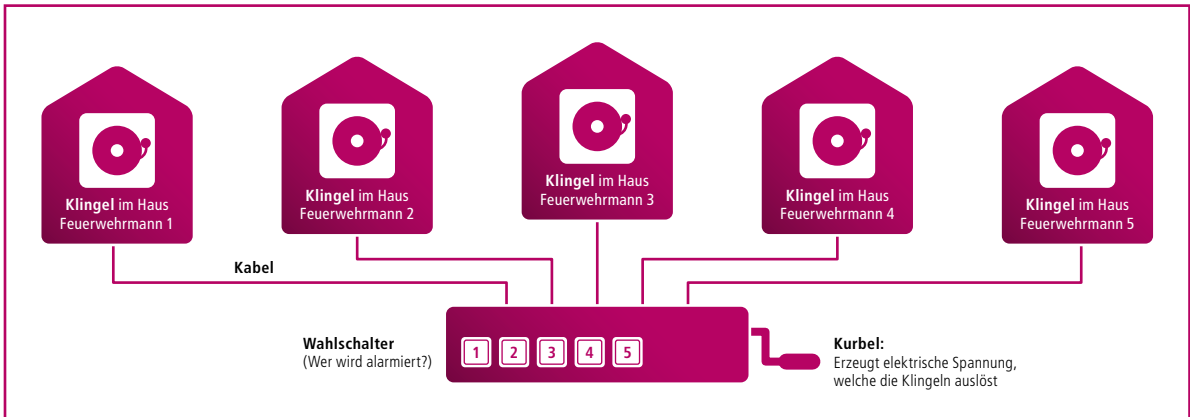 Klingel im Haus
Feuerwehrmann 1
Klingel im Haus
Feuerwehrmann 2
Klingel im Haus
Feuerwehrmann 3
Klingel im Haus
Feuerwehrmann 4
Klingel im Haus
Feuerwehrmann 5
Kabel
Wahlschalter
(Wer wird alarmiert?)
1 2 3 4 5
Kurbel:
Erzeugt elektrische Spannung,
welche die Klingeln auslöst